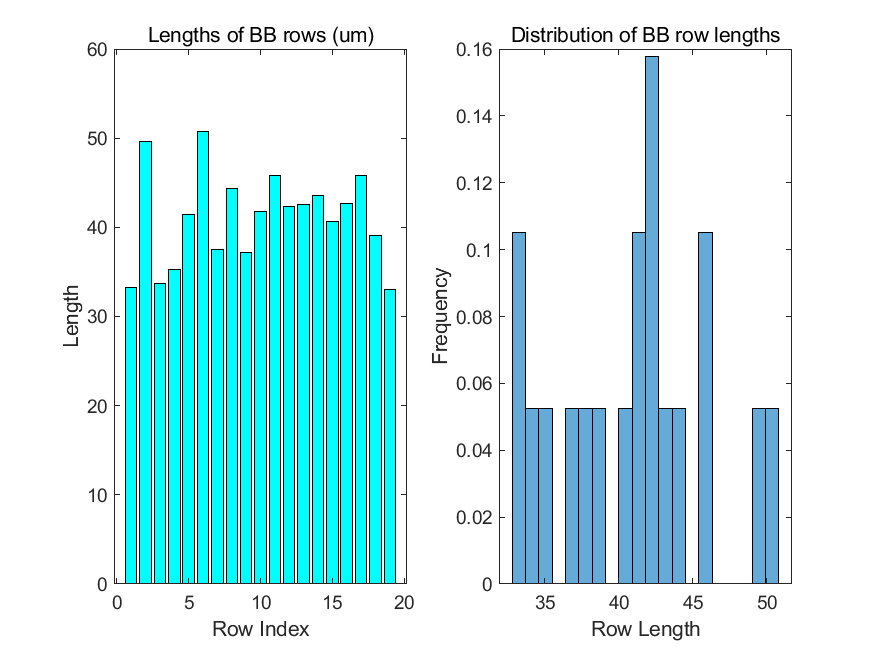 Lengths of BB rows (um)
60
50
40
30
20
10
0
Length
0 5 10 15 20
Row Index
Distribution of BB row lengths
0.16
0.14
0.12
0.1
0.08
0.06
0.04
0.02
0
Frequency
35 40 45 50
Row Length